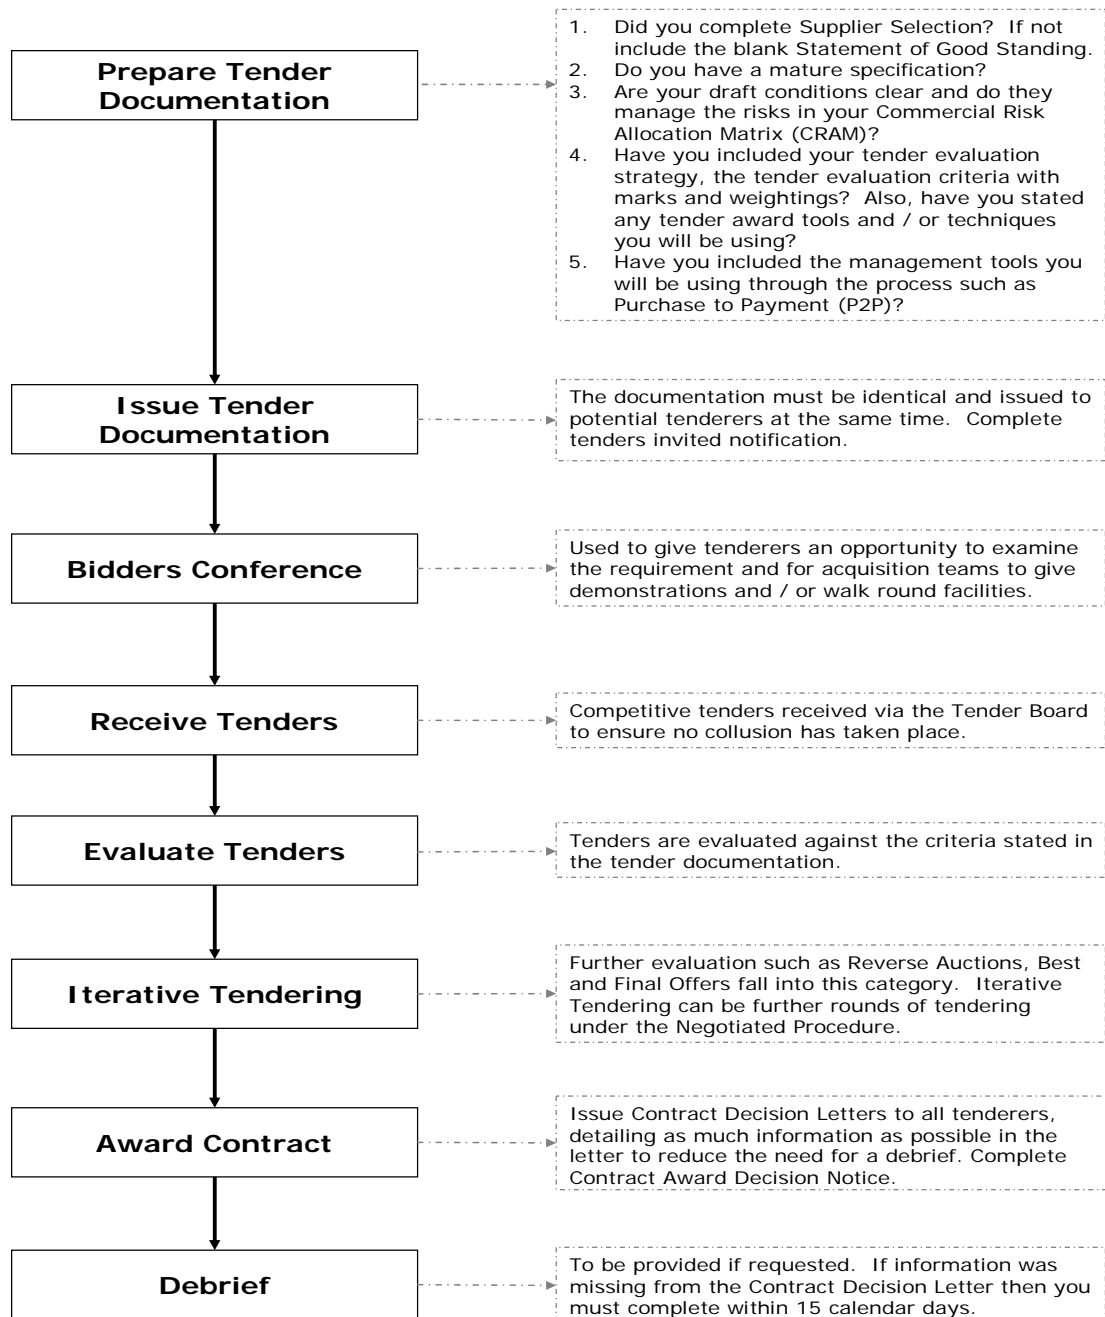 Prepare Tender
Documentation
1. Did you complete Supplier Selection? If not
include the blank Statement of Good Standing.
2. Do you have a mature specification?
3. Are your draft conditions clear and do they
manage the risks in your Commercial Risk
Allocation Matrix (CRAM)?
4. Have you included your tender evaluation
strategy, the tender evaluation criteria with
marks and weightings? Also, have you stated
any tender award tools and / or techniques
you will be using?
5. Have you included the management tools you
will be using through the process such as
Purchase to Payment (P2P)?
Issue Tender
Documentation
The documentation must be identical and issued to
potential tenderers at the same time. Complete
tenders invited notification.
Bidders Conference
Used to give tenderers an opportunity to examine
the requirement and for acquisition teams to give
demonstrations and / or walk round facilities.
Receive Tenders
Competitive tenders received via the Tender Board
to ensure no collusion has taken place.
Evaluate Tenders
Tenders are evaluated against the criteria stated in
the tender documentation.
Iterative Tendering
Further evaluation such as Reverse Auctions, Best
and Final Offers fall into this category. Iterative
Tendering can be further rounds of tendering
under the Negotiated Procedure.
Award Contract
Issue Contract Decision Letters to all tenderers,
detailing as much information as possible in the
letter to reduce the need for a debrief. Complete
Contract Award Decision Notice.
Debrief
To be provided if requested. If information was
missing from the Contract Decision Letter then you
must complete within 15 calendar days.